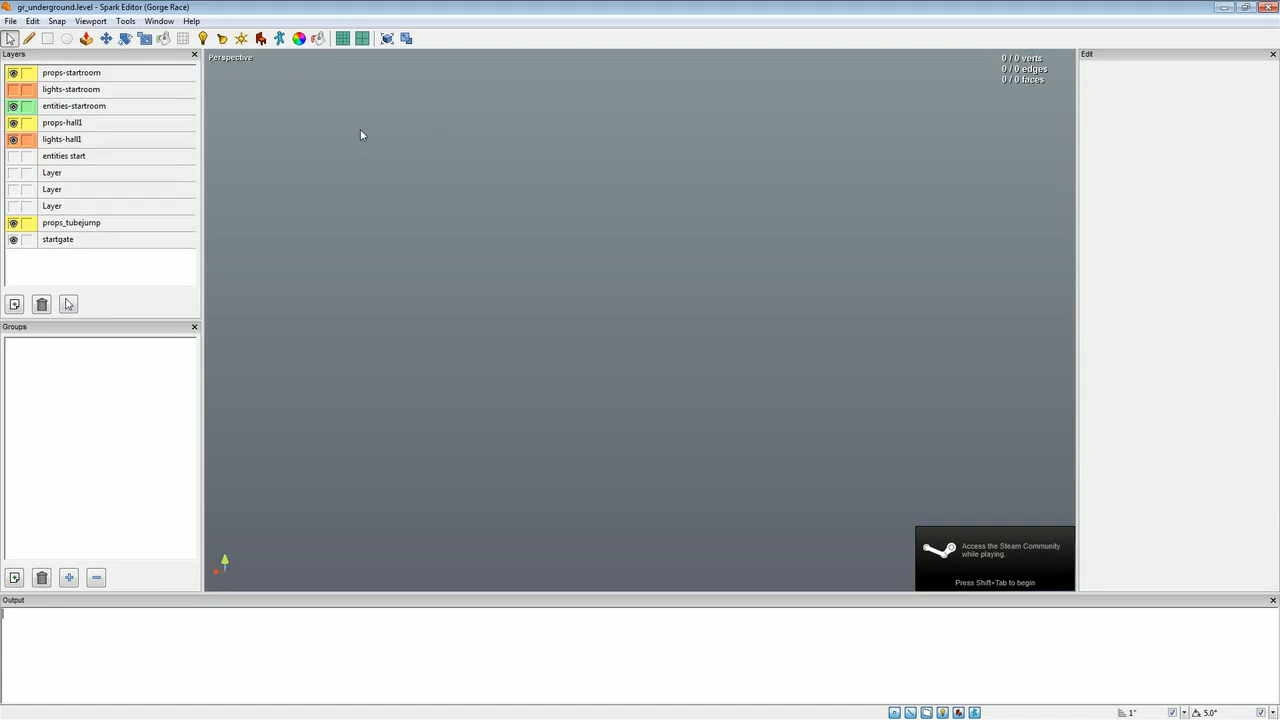 gr_underground.level - Spark Editor (Gorge Race)
File Edit Snap Viewport Tools Window Help
Layers
props-startroom
lights-startroom
entities-startroom
props-hall1
lights-hall1
entities start
Layer
Layer
Layer
props_tubejump
startgate
Groups
Perspective
0 / 0 verts
0 / 0 edges
0 / 0 faces
Access the Steam Community
while playing.
Press Shift+Tab to begin
Edit
Output
1"
5.0°